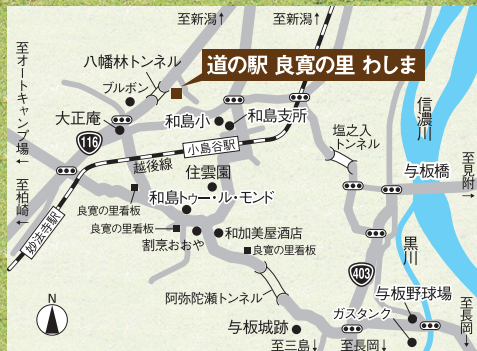 至新潟↑
至新潟↑
至オートキャンプ場←
八幡林トンネル
道の駅 良寛の里 わしま
ブルボン
大正庵
和島小
和島支所
信濃川
116
小島谷駅
塩之入
トンネル
越後線
与板橋
至見附→
至柏崎←
住雲園
良寛の里看板
和島トゥー・ル・モンド
妙法寺駅
良寛の里看板
割烹おおや
和加美屋酒店
良寛の里看板
黒川
403
阿弥陀瀬トンネル
与板野球場
ガスタンク
至長岡→
N
与板城跡
至三島↓
至長岡↓